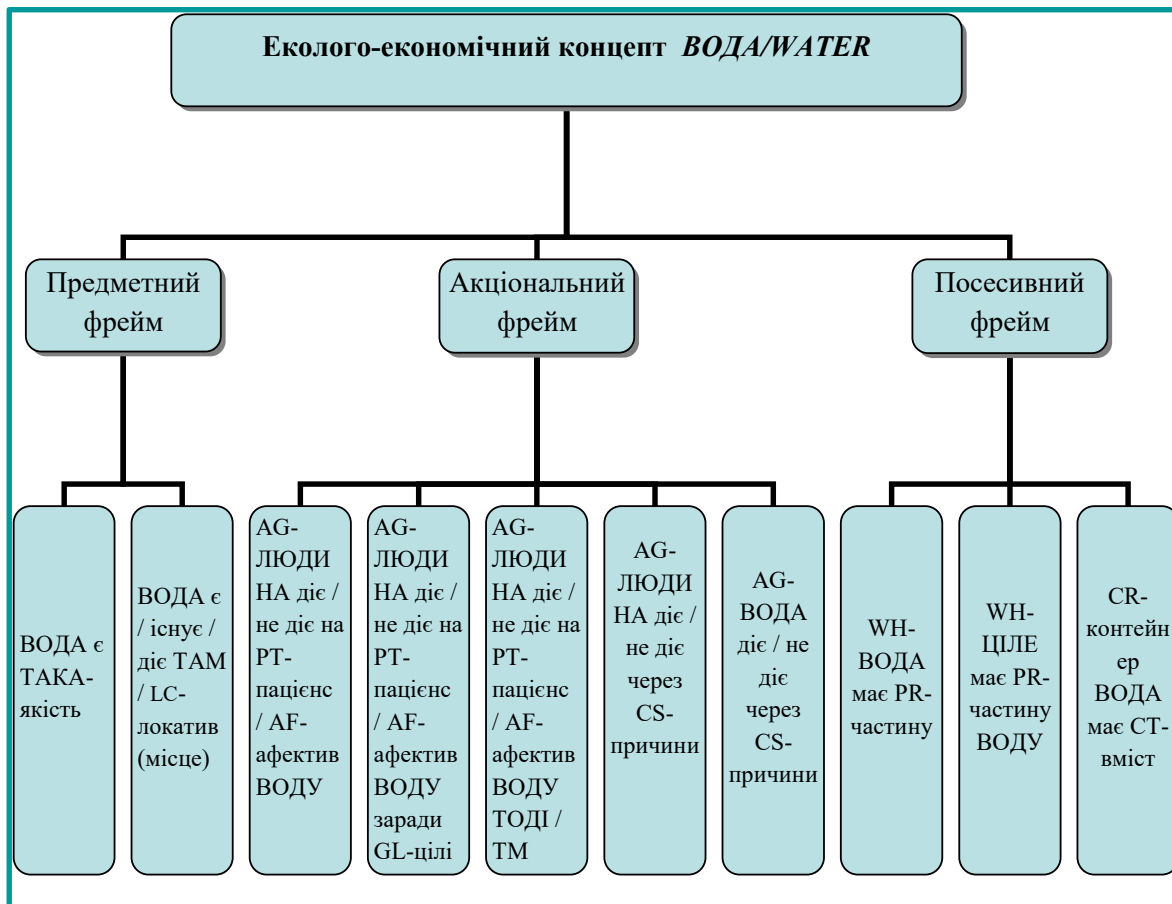 Еколого-економічний концепт ВОДА/WATER
Предметний
фрейм
Акціональний
фрейм
Посесивний
фрейм
ВОДА є
ТАКА-
якість
ВОДА є
/ існує /
діє ТАМ
/ LC-
локатив
(місце)
AG-
ЛЮДИ
НА діє /
не діє на
PT-
пацієнс
/ AF-
афектив
ВОДУ
AG-
ЛЮДИ
НА діє /
не діє на
PT-
пацієнс
/ AF-
афектив
ВОДУ
заради
GL-цілі
AG-
ЛЮДИ
НА діє /
не діє на
PT-
пацієнс
/ AF-
афектив
ВОДУ
ТОДІ /
ТМ
AG-
ЛЮДИ
НА діє /
не діє
через
CS-
причини
AG-
ВОДА
діє / не
діє
через
CS-
причини
WH-
ВОДА
має PR-
частину
WH-
ЦІЛЕ
має PR-
частину
ВОДУ
CR-
контейн
ер
ВОДА
має СТ-
вміст